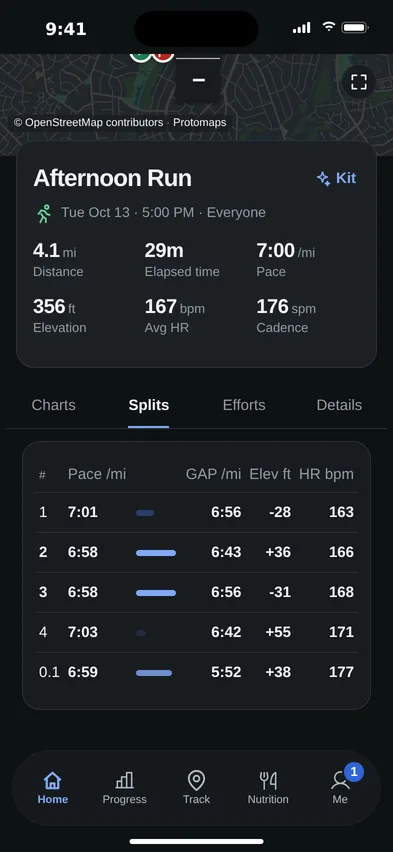 9:41
−
© OpenStreetMap contributors · Protomaps
Afternoon Run
Kit
Tue Oct 13 · 5:00 PM · Everyone
4.1 mi 29m 7:00 /mi
Distance Elapsed time Pace
356 ft 167 bpm 176 spm
Elevation Avg HR Cadence
Charts Splits Efforts Details
# Pace /mi GAP /mi Elev ft HR bpm
1 7:01 6:56 -28 163
2 6:58 6:43 +36 166
3 6:58 6:56 -31 168
4 7:03 6:42 +55 171
0.1 6:59 5:52 +38 177
1
Home Progress Track Nutrition Me